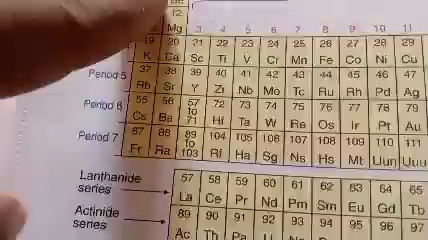 12
Mg
3 4 5 6 7 8 9 10 11
19 20 21 22 23 24 25 26 27 28 29
K Ca Sc Ti V Cr Mn Fe Co Ni Cu
Period 5 37 38 39 40 41 42 43 44 45 46 47
Rb Sr Y Zr Nb Mo Tc Ru Rh Pd Ag
Period 6 55 56 57 to 71 72 73 74 75 76 77 78 79
Cs Ba Hf Ta W Re Os Ir Pt Au
Period 7 87 88 89 to 103 104 105 106 107 108 109 110 111
Fr Ra Rf Ha Sg Ns Hs Mt Uun Uuu
Lanthanide series 57 58 59 60 61 62 63 64 65
La Ce Pr Nd Pm Sm Eu Gd Tb
Actinide series 89 90 91 92 93 94 95 96 97
Ac Th Pa